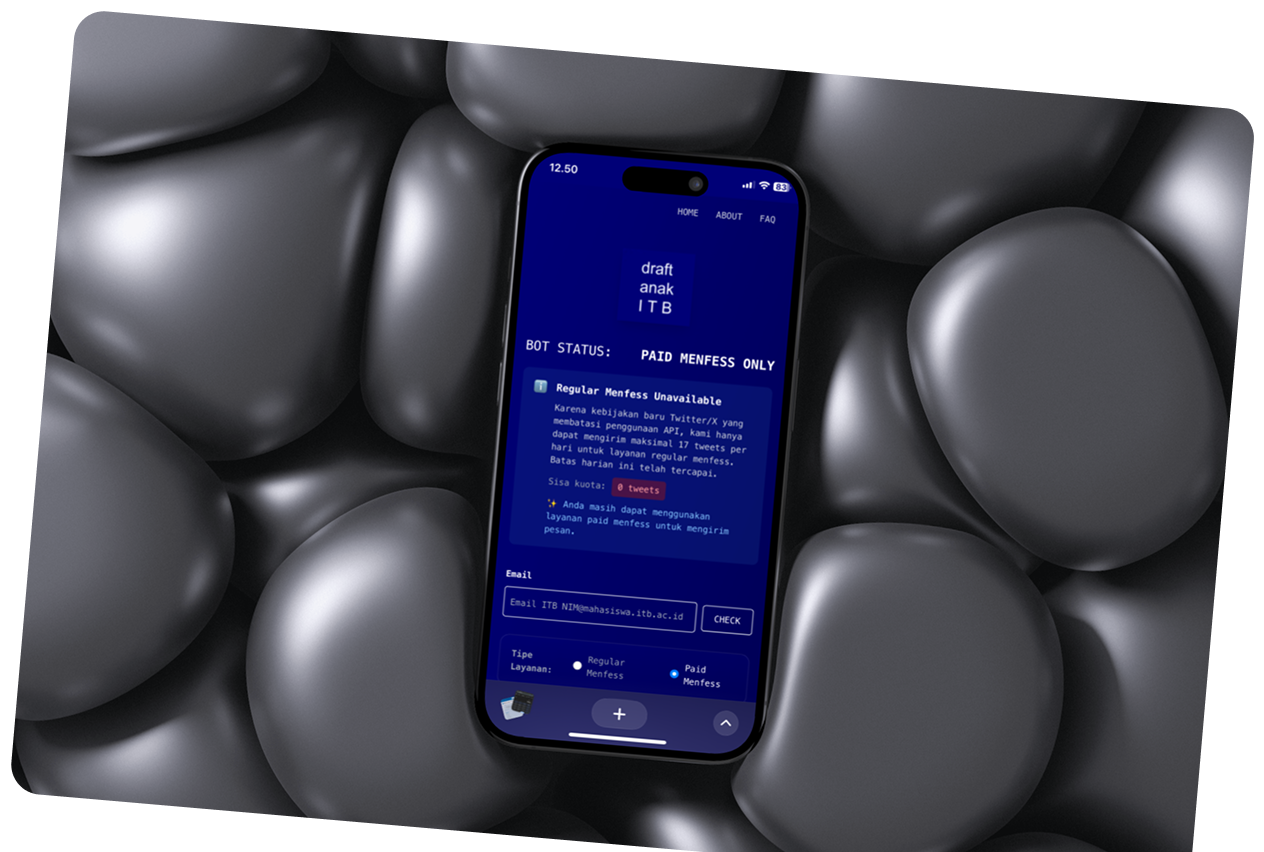 12.50
83
HOME ABOUT FAQ
draft
anak
I T B
BOT STATUS: PAID MENFESS ONLY
Regular Menfess Unavailable
Karena kebijakan baru Twitter/X yang
membatasi penggunaan API, kami hanya
dapat mengirim maksimal 17 tweets per
hari untuk layanan regular menfess.
Batas harian ini telah tercapai.
Sisa kuota: 0 tweets
✨ Anda masih dapat menggunakan
layanan paid menfess untuk mengirim
pesan.
Email
Email ITB NIM@mahasiswa.itb.ac.id CHECK
Tipe
Layanan:
Regular
Menfess
Paid
Menfess